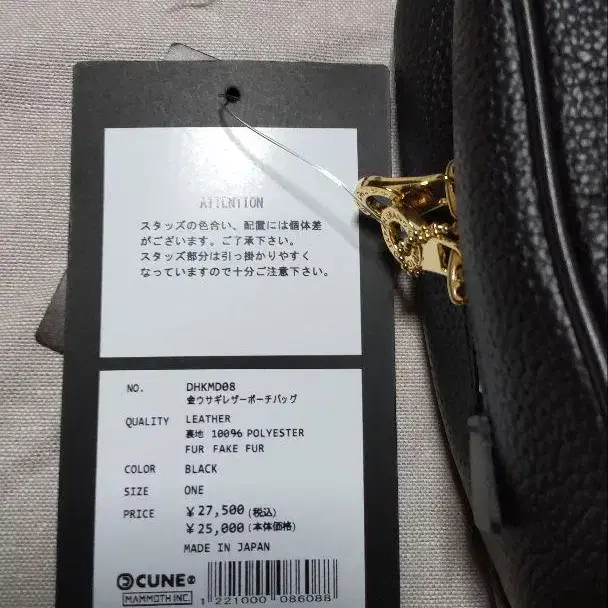 ATTENTION
スタッズの色合い、配置には個体差
がございます。ご了承下さい。
スタッズ部分は引っ掛かりやすく
なっていますので十分ご注意下さい。
NO. DHKMD08
金ウサギレザーポーチバッグ
QUALITY LEATHER
裏地 100% POLYESTER
FUR FAKE FUR
COLOR BLACK
SIZE ONE
PRICE ¥27,500(税込)
¥25,000(本体価格)
MADE IN JAPAN
CUNE®
MAMMOTH INC.
1 221000 086088